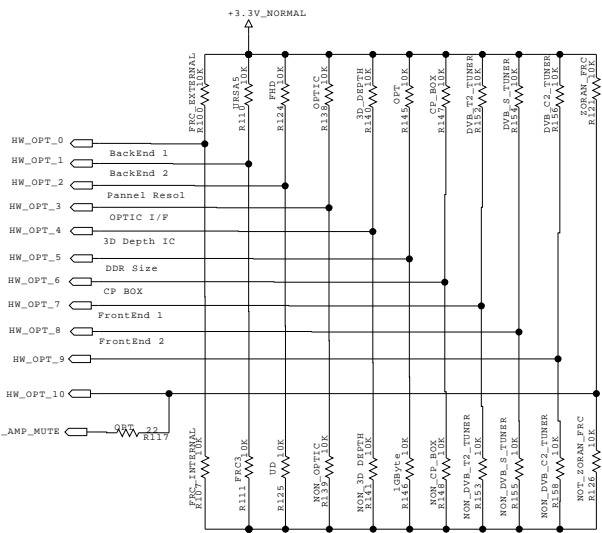 +3.3V_NORMAL
FRC_EXTERNAL
R100 10K
URSA5
R110 10K
FHD
R124 10K
OPTIC
R138 10K
3D_DEPTH
R140 10K
OPT
R145 10K
CP_BOX
R147 10K
DVB_T2_TUNER
R152 10K
DVB_S_TUNER
R154 10K
DVB_C2_TUNER
R156 10K
ZORAN_FRC
R121 10K
HW_OPT_0
BackEnd 1
HW_OPT_1
BackEnd 2
HW_OPT_2
Pannel Resol
HW_OPT_3
OPTIC I/F
HW_OPT_4
3D Depth IC
HW_OPT_5
DDR Size
HW_OPT_6
CP BOX
HW_OPT_7
FrontEnd 1
HW_OPT_8
FrontEnd 2
HW_OPT_9
HW_OPT_10
_AMP_MUTE
OPT
22
R117
FRC_INTERNAL
R107 10K
FRC3
R111 10K
UD
R125 10K
NON_OPTIC
R139 10K
NON_3D_DEPTH
R141 10K
1GByte
R146 10K
NON_CP_BOX
R148 10K
NON_DVB_T2_TUNER
R153 10K
NON_DVB_S_TUNER
R155 10K
NON_DVB_C2_TUNER
R158 10K
NOT_ZORAN_FRC
R126 10K